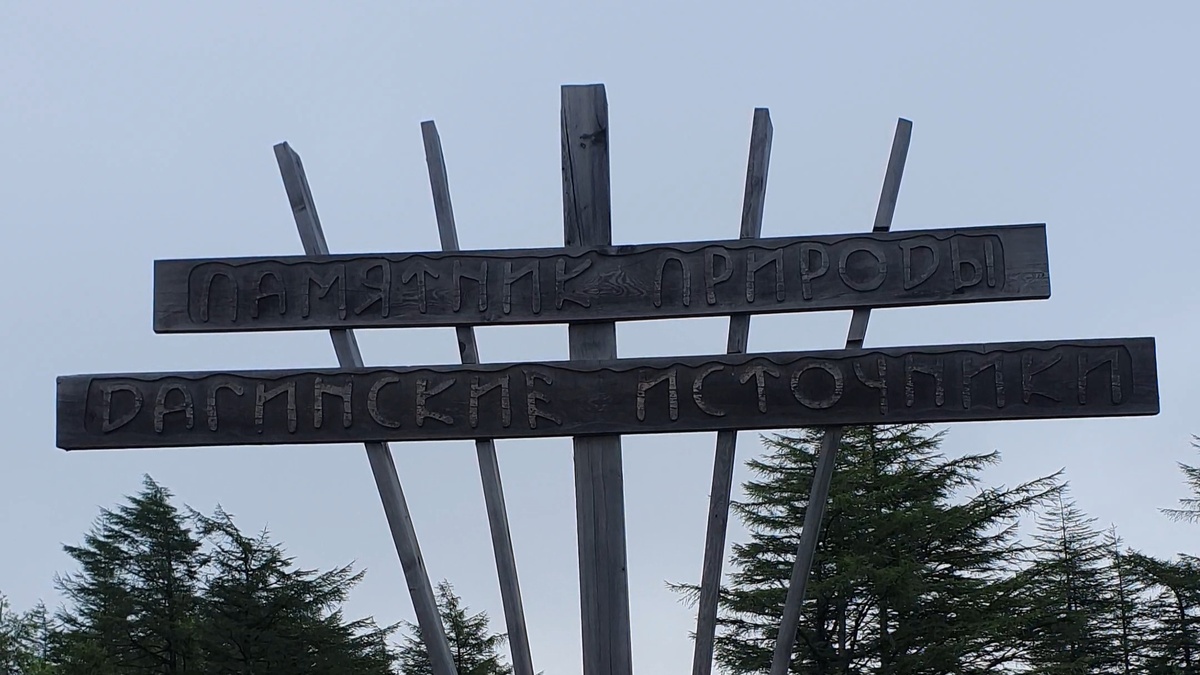 ПАМЯТНИК ПРИРОДЫ
ДАГИНСКИЕ ИСТОЧНИКИ